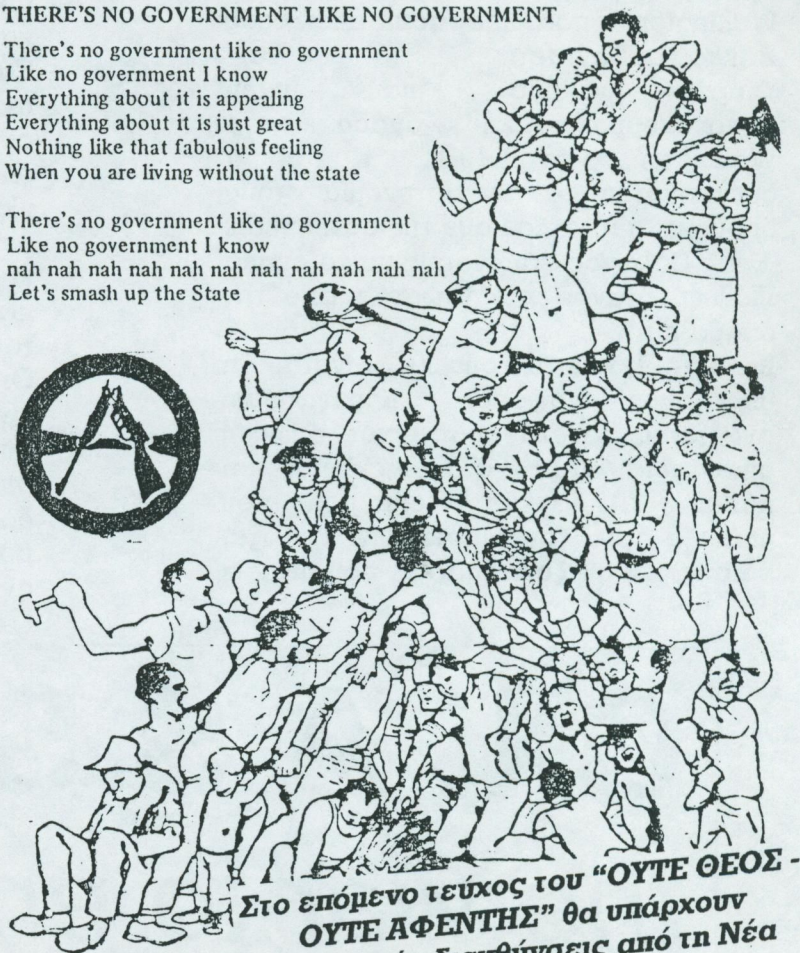 THERE'S NO GOVERNMENT LIKE NO GOVERNMENT
There's no government like no government
Like no government I know
Everything about it is appealing
Everything about it is just great
Nothing like that fabulous feeling
When you are living without the state
There's no government like no government
Like no government I know
nah nah nah nah nah nah nah nah nah nah nah
Let's smash up the State
Στο επόμενο τεύχος του “ΟΥΤΕ ΘΕΟΣ -
ΟΥΤΕ ΑΦΕΝΤΗΣ” θα υπάρχουν
από τη Νέα